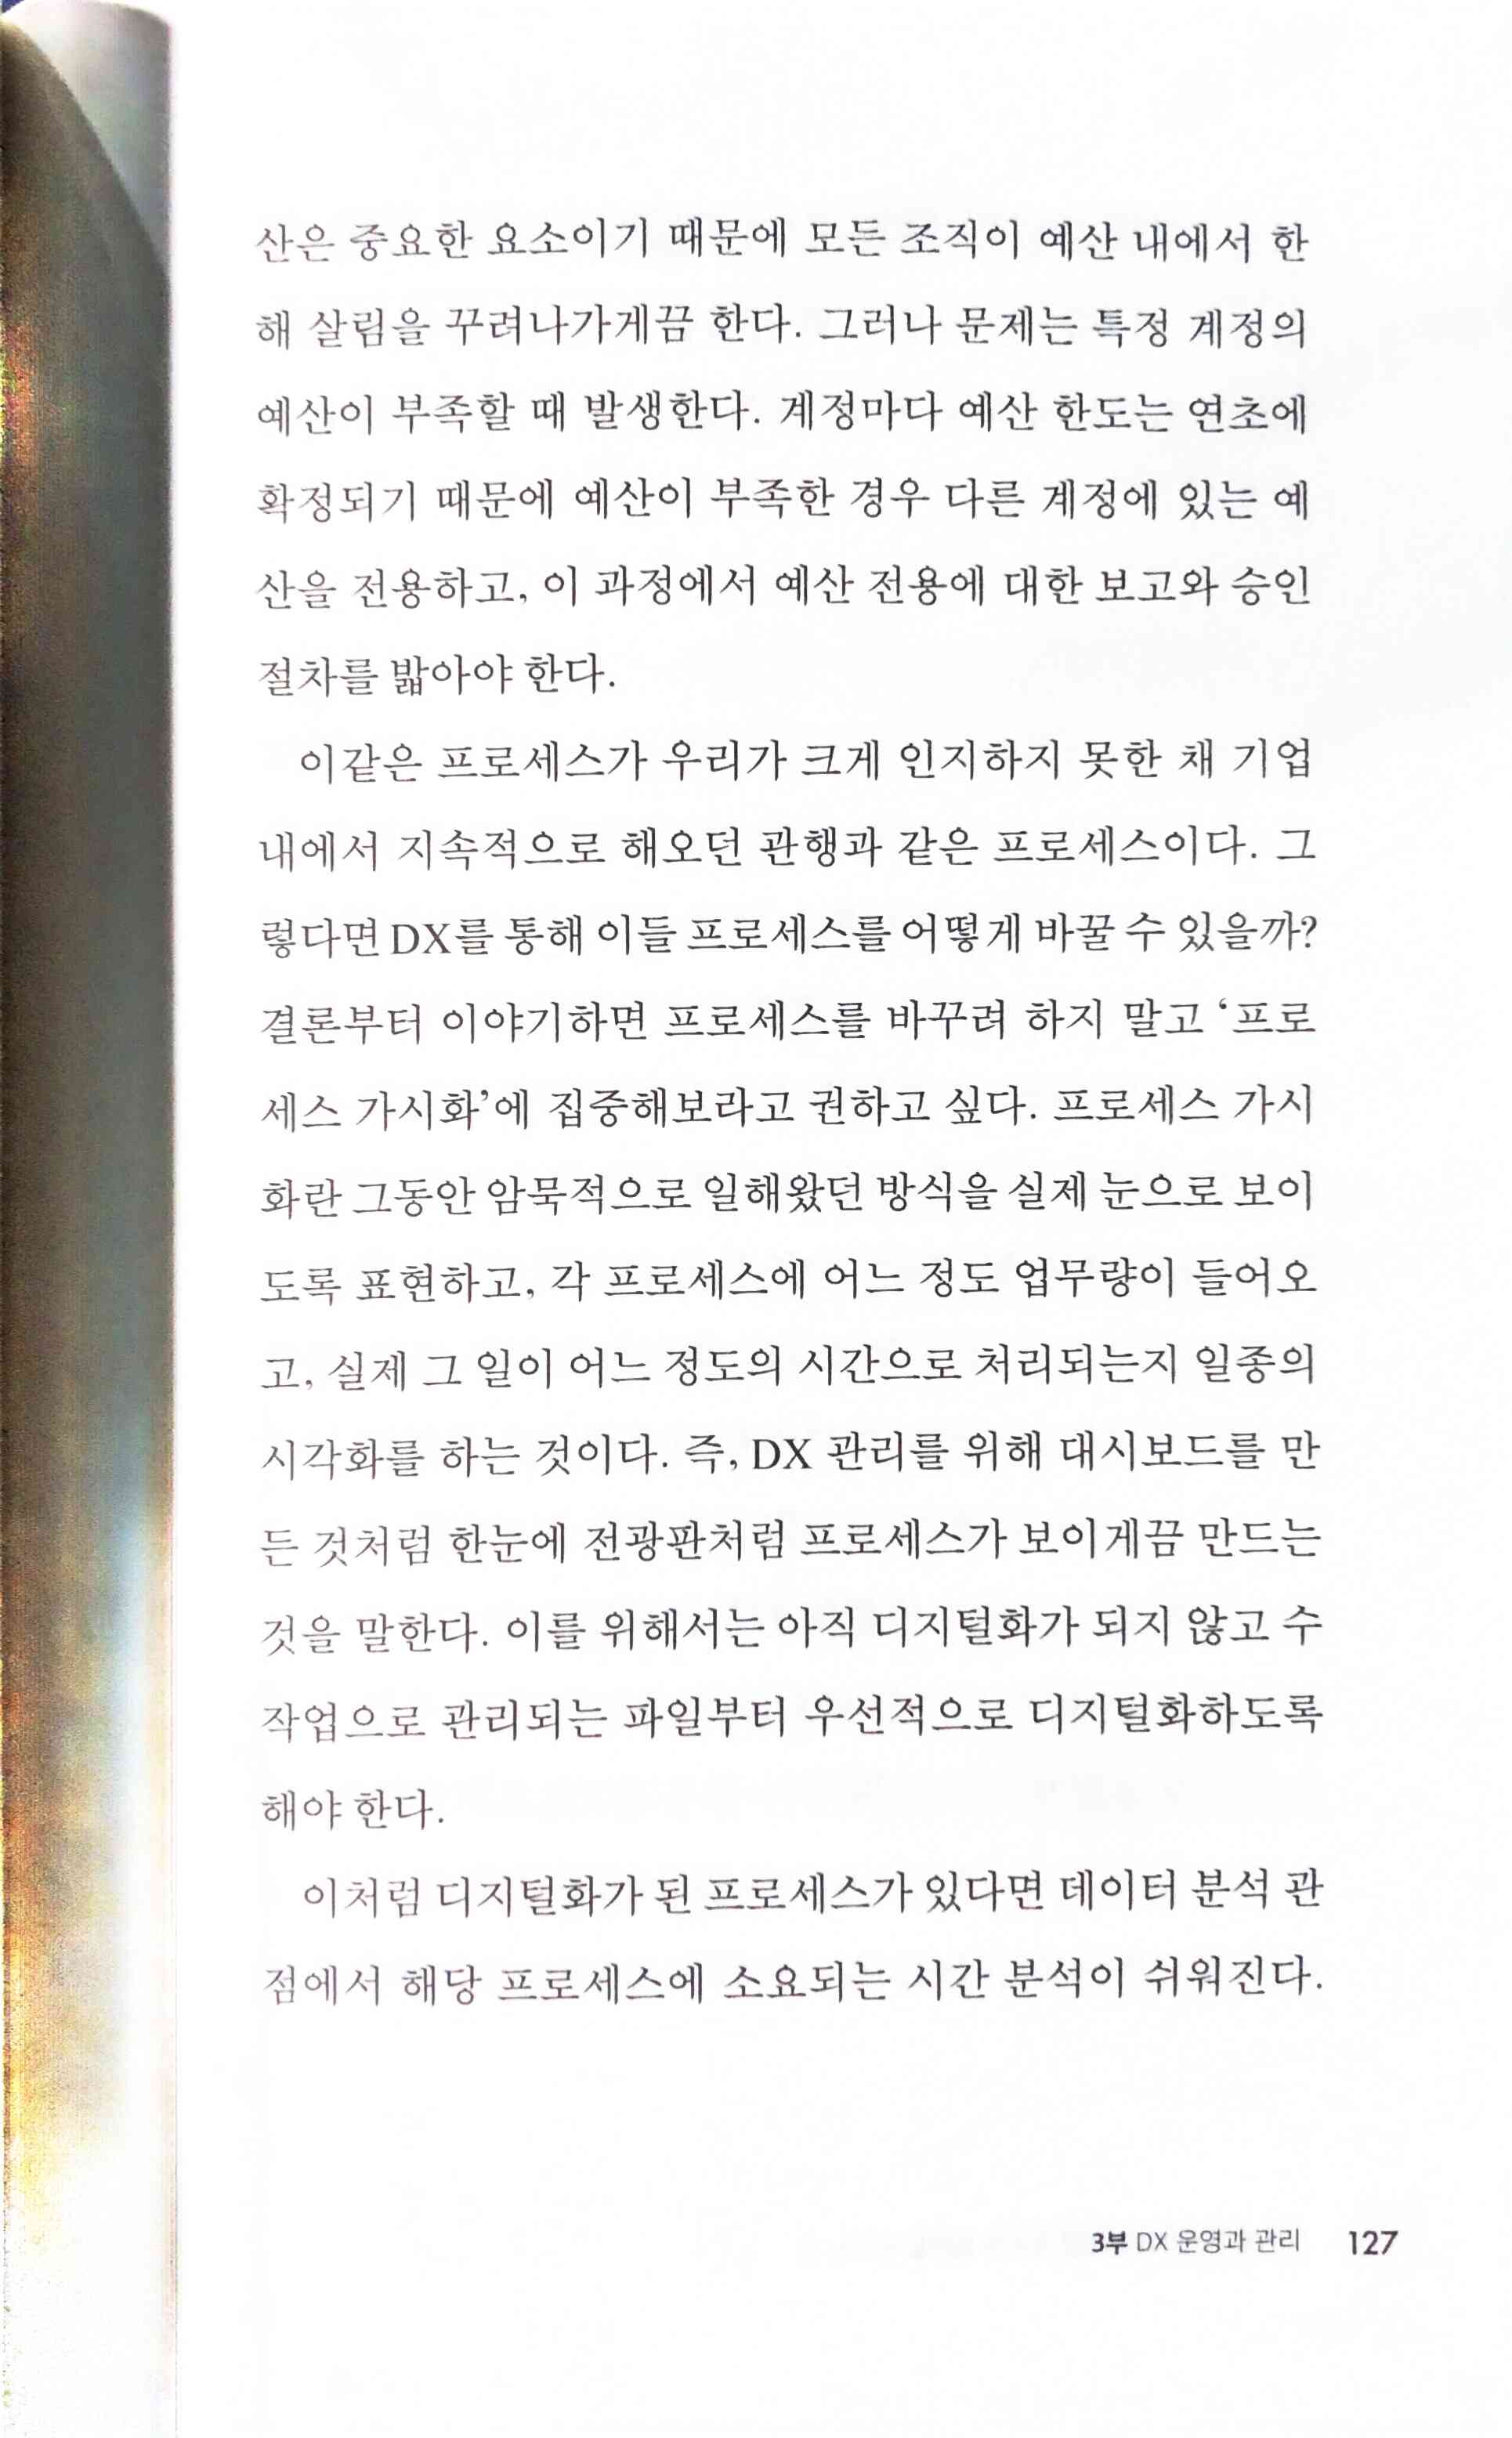 산은 중요한 요소이기 때문에 모든 조직이 예산 내에서 한
해 살림을 꾸려나가게끔 한다. 그러나 문제는 특정 계정의
예산이 부족할 때 발생한다. 계정마다 예산 한도는 연초에
확정되기 때문에 예산이 부족한 경우 다른 계정에 있는 예
산을 전용하고, 이 과정에서 예산 전용에 대한 보고와 승인
절차를 밟아야 한다.
이같은 프로세스가 우리가 크게 인지하지 못한 채 기업
내에서 지속적으로 해오던 관행과 같은 프로세스이다. 그
렇다면 DX를 통해 이들 프로세스를 어떻게 바꿀 수 있을까?
결론부터 이야기하면 프로세스를 바꾸려 하지 말고 ‘프로
세스 가시화’에 집중해보라고 권하고 싶다. 프로세스 가시
화란 그동안 암묵적으로 일해왔던 방식을 실제 눈으로 보이
도록 표현하고, 각 프로세스에 어느 정도 업무량이 들어오
고, 실제 그 일이 어느 정도의 시간으로 처리되는지 일종의
시각화를 하는 것이다. 즉, DX 관리를 위해 대시보드를 만
든 것처럼 한눈에 전광판처럼 프로세스가 보이게끔 만드는
것을 말한다. 이를 위해서는 아직 디지털화가 되지 않고 수
작업으로 관리되는 파일부터 우선적으로 디지털화하도록
해야 한다.
이처럼 디지털화가 된 프로세스가 있다면 데이터 분석 관
점에서 해당 프로세스에 소요되는 시간 분석이 쉬워진다.
3부 DX 운영과 관리 127